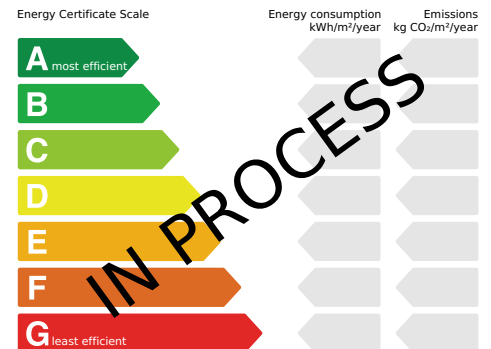 Energy Certificate Scale
Energy consumption
kWh/m²/year
Emissions
kg CO₂/m²/year
A most efficient
B
C
D
E
F
G least efficient
IN PROCESS